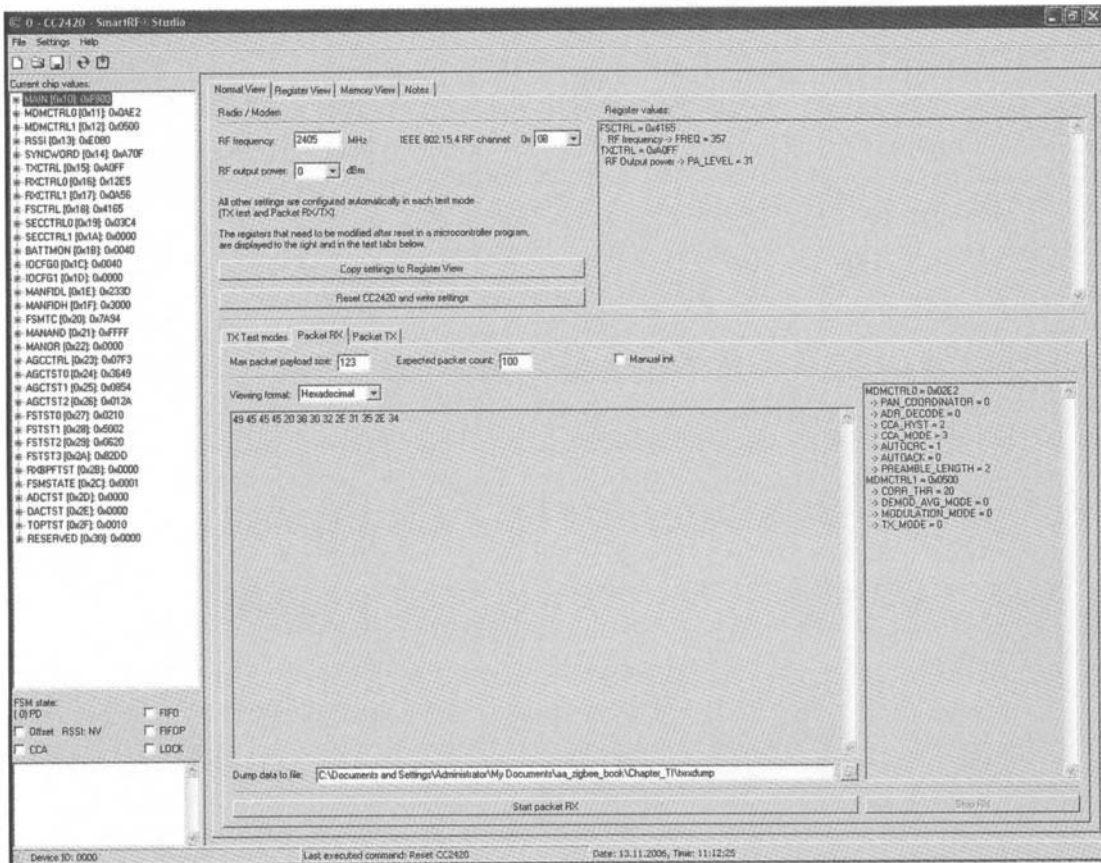 0 - CC2420 - SmartRF® Studio
File Settings Help
Current chip values:
MAIN [0x10]: 0xF800
MDMCTRL0 [0x11]: 0x0AE2
MDMCTRL1 [0x12]: 0x0500
RSSI [0x13]: 0xE080
SYNCWORD [0x14]: 0xA70F
TXCTRL [0x15]: 0xA0FF
RXCTRL0 [0x16]: 0x12E5
RXCTRL1 [0x17]: 0x0A56
FSCTRL [0x18]: 0x4165
SECCTRL0 [0x19]: 0x03C4
SECCTRL1 [0x1A]: 0x0000
BATTMON [0x1B]: 0x0040
IOCFG0 [0x1C]: 0x0040
IOCFG1 [0x1D]: 0x0000
MANFIDL [0x1E]: 0x233D
MANFIDH [0x1F]: 0x3000
FSMTC [0x20]: 0x7A94
MANAND [0x21]: 0xFFFF
MANOR [0x22]: 0x0000
AGCCTRL [0x23]: 0x07F3
AGCTST0 [0x24]: 0x3649
AGCTST1 [0x25]: 0x0854
AGCTST2 [0x26]: 0x012A
FSTST0 [0x27]: 0x0210
FSTST1 [0x28]: 0x5002
FSTST2 [0x29]: 0x0620
FSTST3 [0x2A]: 0x82DD
RXBPFTST [0x2B]: 0x0000
FSMSTATE [0x2C]: 0x0001
ADCTST [0x2D]: 0x0000
DACTST [0x2E]: 0x0000
TOPTST [0x2F]: 0x0010
RESERVED [0x30]: 0x0000
FSM state:
( 0) PD
FIFO
Offset RSSI: NV
FIFOP
CCA
LOCK
Normal View Register View Memory View Notes
Radio / Modem
RF frequency: 2405 MHz IEEE 802.15.4 RF channel: 0x 0B
RF output power: 0 dBm
All other settings are configured automatically in each test mode
(TX test and Packet RX/TX).
The registers that need to be modified after reset in a microcontroller program,
are displayed to the right and in the test tabs below.
Copy settings to Register View
Reset CC2420 and write settings
Register values:
FSCTRL = 0x4165
RF frequency -> FREQ = 357
TXCTRL = 0xA0FF
RF Output power -> PA_LEVEL = 31
TX Test modes Packet RX Packet TX
Max packet payload size: 123 Expected packet count: 100 Manual init
Viewing format: Hexadecimal
49 45 45 45 20 38 30 32 2E 31 35 2E 34
MDMCTRL0 = 0x02E2
-> PAN_COORDINATOR = 0
-> ADR_DECODE = 0
-> CCA_HYST = 2
-> CCA_MODE = 3
-> AUTOCRC = 1
-> AUTOACK = 0
-> PREAMBLE_LENGTH = 2
MDMCTRL1 = 0x0500
-> CORR_THR = 20
-> DEMOD_AVG_MODE = 0
-> MODULATION_MODE = 0
-> TX_MODE = 0
Dump data to file: C:\Documents and Settings\Administrator\My Documents\aa_zigbee_book\Chapter_TI\txrxdump
Start packet RX
Stop RX
Device ID: 0000
Last executed command: Reset CC2420
Date: 13.11.2006, Time: 11:12:25